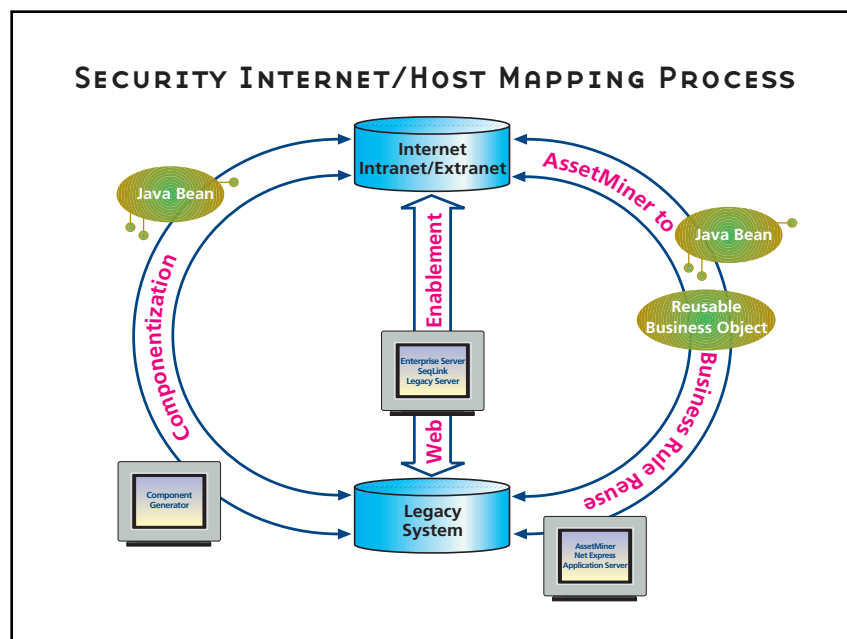 SECURITY INTERNET/HOST MAPPING PROCESS
Internet
Intranet/Extranet
Java Bean
AssetMiner to
Java Bean
Componentization
Enablement
Reusable
Business Object
Enterprise Server
SeqLink
Legacy Server
Web
Business Rule Reuse
Component
Generator
Legacy
System
AssetMiner
Net Express
Application Server